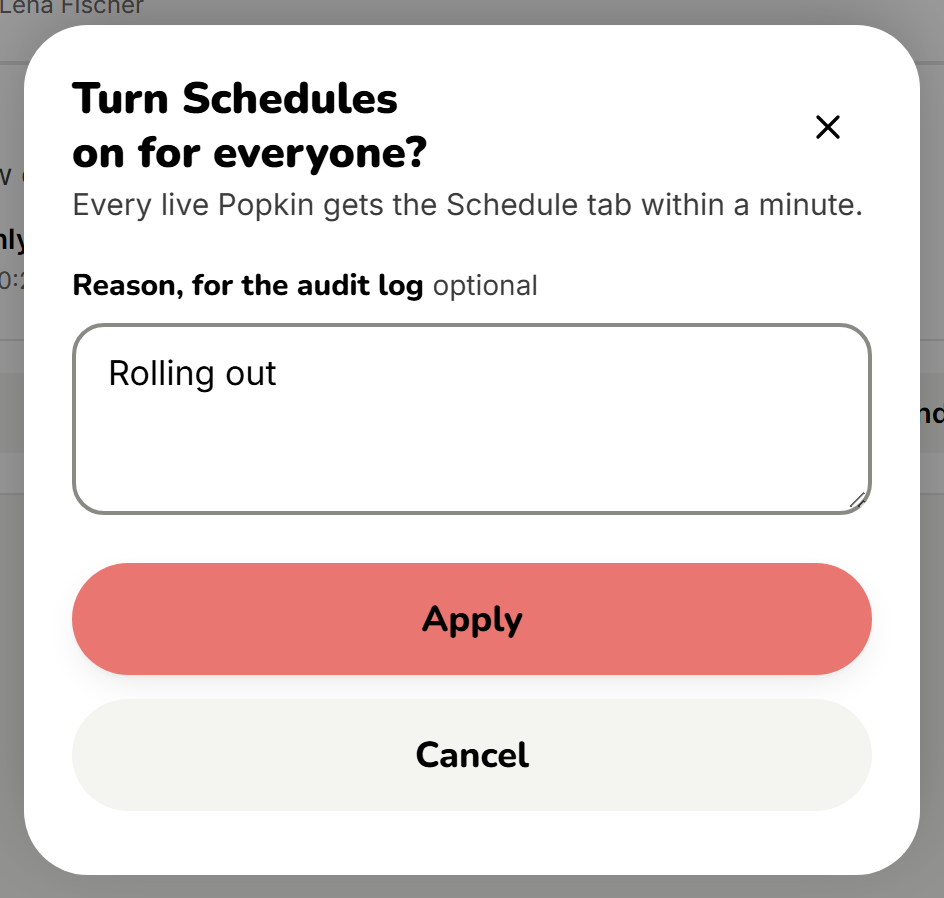 Lena Fischer
Turn Schedules
on for everyone?
Every live Popkin gets the Schedule tab within a minute.
Reason, for the audit log optional
Rolling out
Apply
Cancel